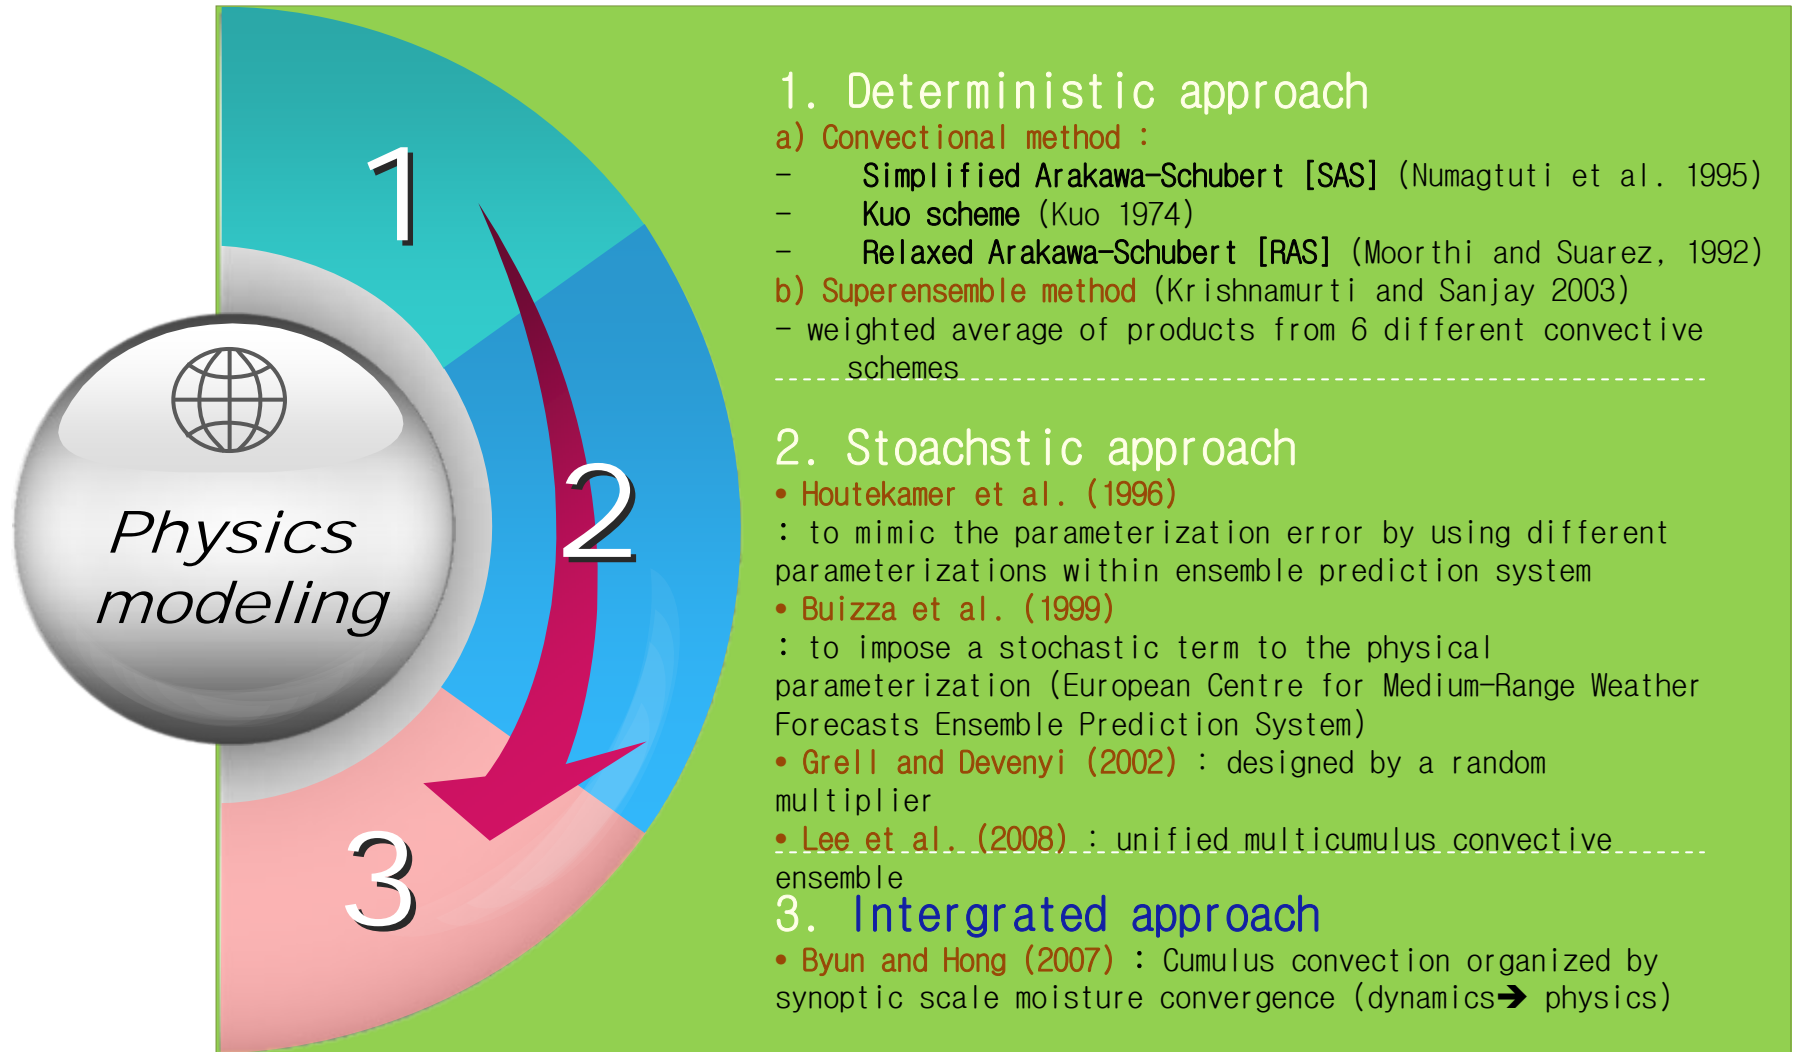 1
2
3
Physics
modeling
1. Deterministic approach
a) Convectional method :
-    Simplified Arakawa-Schubert [SAS] (Numagtuti et al. 1995)
-    Kuo scheme (Kuo 1974)
-    Relaxed Arakawa-Schubert [RAS] (Moorthi and Suarez, 1992)
b) Superensemble method (Krishnamurti and Sanjay 2003)
- weighted average of products from 6 different convective
schemes
2. Stoachstic approach
• Houtekamer et al. (1996)
: to mimic the parameterization error by using different
parameterizations within ensemble prediction system
• Buizza et al. (1999)
: to impose a stochastic term to the physical
parameterization (European Centre for Medium-Range Weather
Forecasts Ensemble Prediction System)
• Grell and Devenyi (2002) : designed by a random
multiplier
• Lee et al. (2008) : unified multicumulus convective
ensemble
3. Intergrated approach
• Byun and Hong (2007) : Cumulus convection organized by
synoptic scale moisture convergence (dynamics➔ physics)